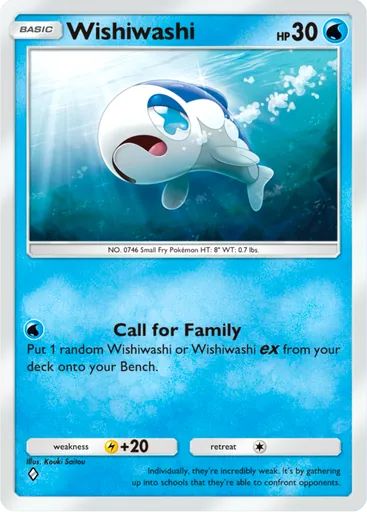 BASIC Wishiwashi HP 30
NO. 0746 Small Fry Pokémon HT: 8" WT: 0.7 lbs.
Call for Family
Put 1 random Wishiwashi or Wishiwashi ex from your
deck onto your Bench.
weakness +20 retreat
Illus. Kouki Saitou
Individually, they're incredibly weak. It's by gathering
up into schools that they're able to confront opponents.